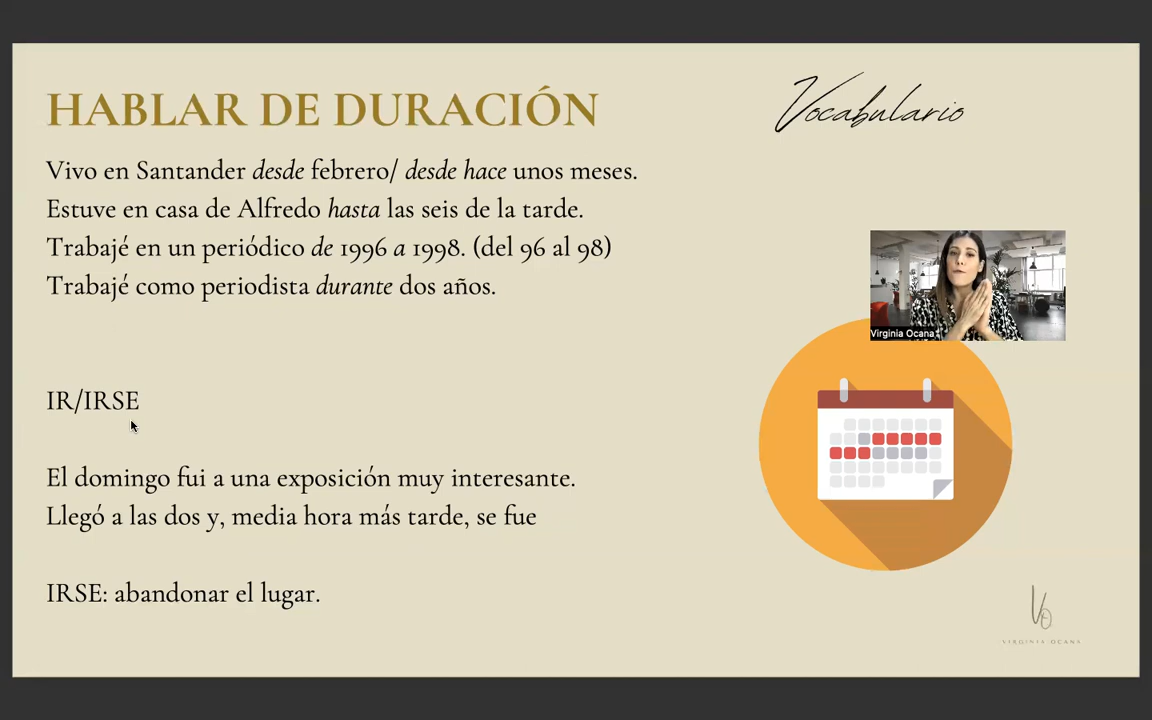 HABLAR DE DURACIÓN
Vocabulario
Vivo en Santander desde febrero/ desde hace unos meses.
Estuve en casa de Alfredo hasta las seis de la tarde.
Trabajé en un periódico de 1996 a 1998. (del 96 al 98)
Trabajé como periodista durante dos años.
Virginia Ocana
IR/IRSE
El domingo fui a una exposición muy interesante.
Llegó a las dos y, media hora más tarde, se fue
IRSE: abandonar el lugar.
VO
VIRGINIA OCANA